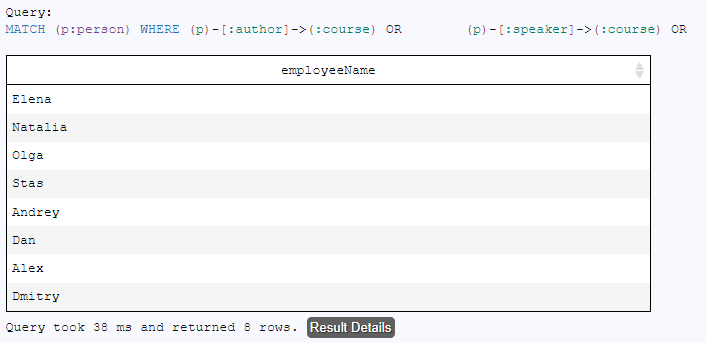 Query:
MATCH (p:person) WHERE (p)-[:author]->(:course) OR (p)-[:speaker]->(:course) OR
employeeName
Elena
Natalia
Olga
Stas
Andrey
Dan
Alex
Dmitry
Query took 38 ms and returned 8 rows. Result Details